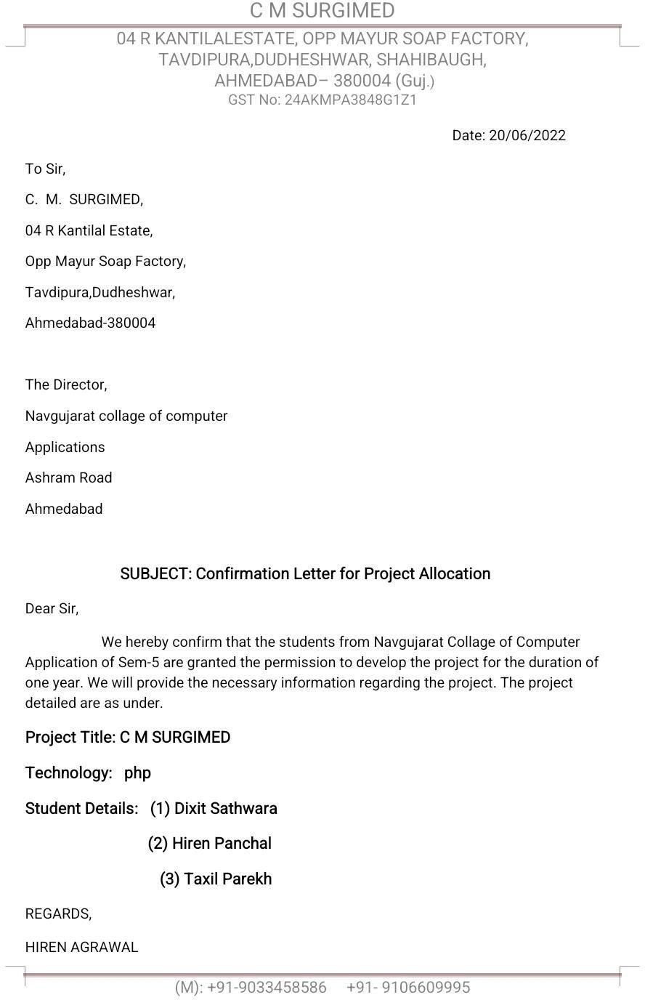 C M SURGIMED
04 R KANTILALESTATE, OPP MAYUR SOAP FACTORY,
TAVDIPURA,DUDHESHWAR, SHAHIBAUGH,
AHMEDABAD– 380004 (Guj.)
GST No: 24AKMPA3848G1Z1
Date: 20/06/2022
To Sir,
C. M. SURGIMED,
04 R Kantilal Estate,
Opp Mayur Soap Factory,
Tavdipura,Dudheshwar,
Ahmedabad-380004
The Director,
Navgujarat collage of computer
Applications
Ashram Road
Ahmedabad
SUBJECT: Confirmation Letter for Project Allocation
Dear Sir,
We hereby confirm that the students from Navgujarat Collage of Computer
Application of Sem-5 are granted the permission to develop the project for the duration of
one year. We will provide the necessary information regarding the project. The project
detailed are as under.
Project Title: C M SURGIMED
Technology: php
Student Details: (1) Dixit Sathwara
(2) Hiren Panchal
(3) Taxil Parekh
REGARDS,
HIREN AGRAWAL
(M): +91-9033458586 +91- 9106609995